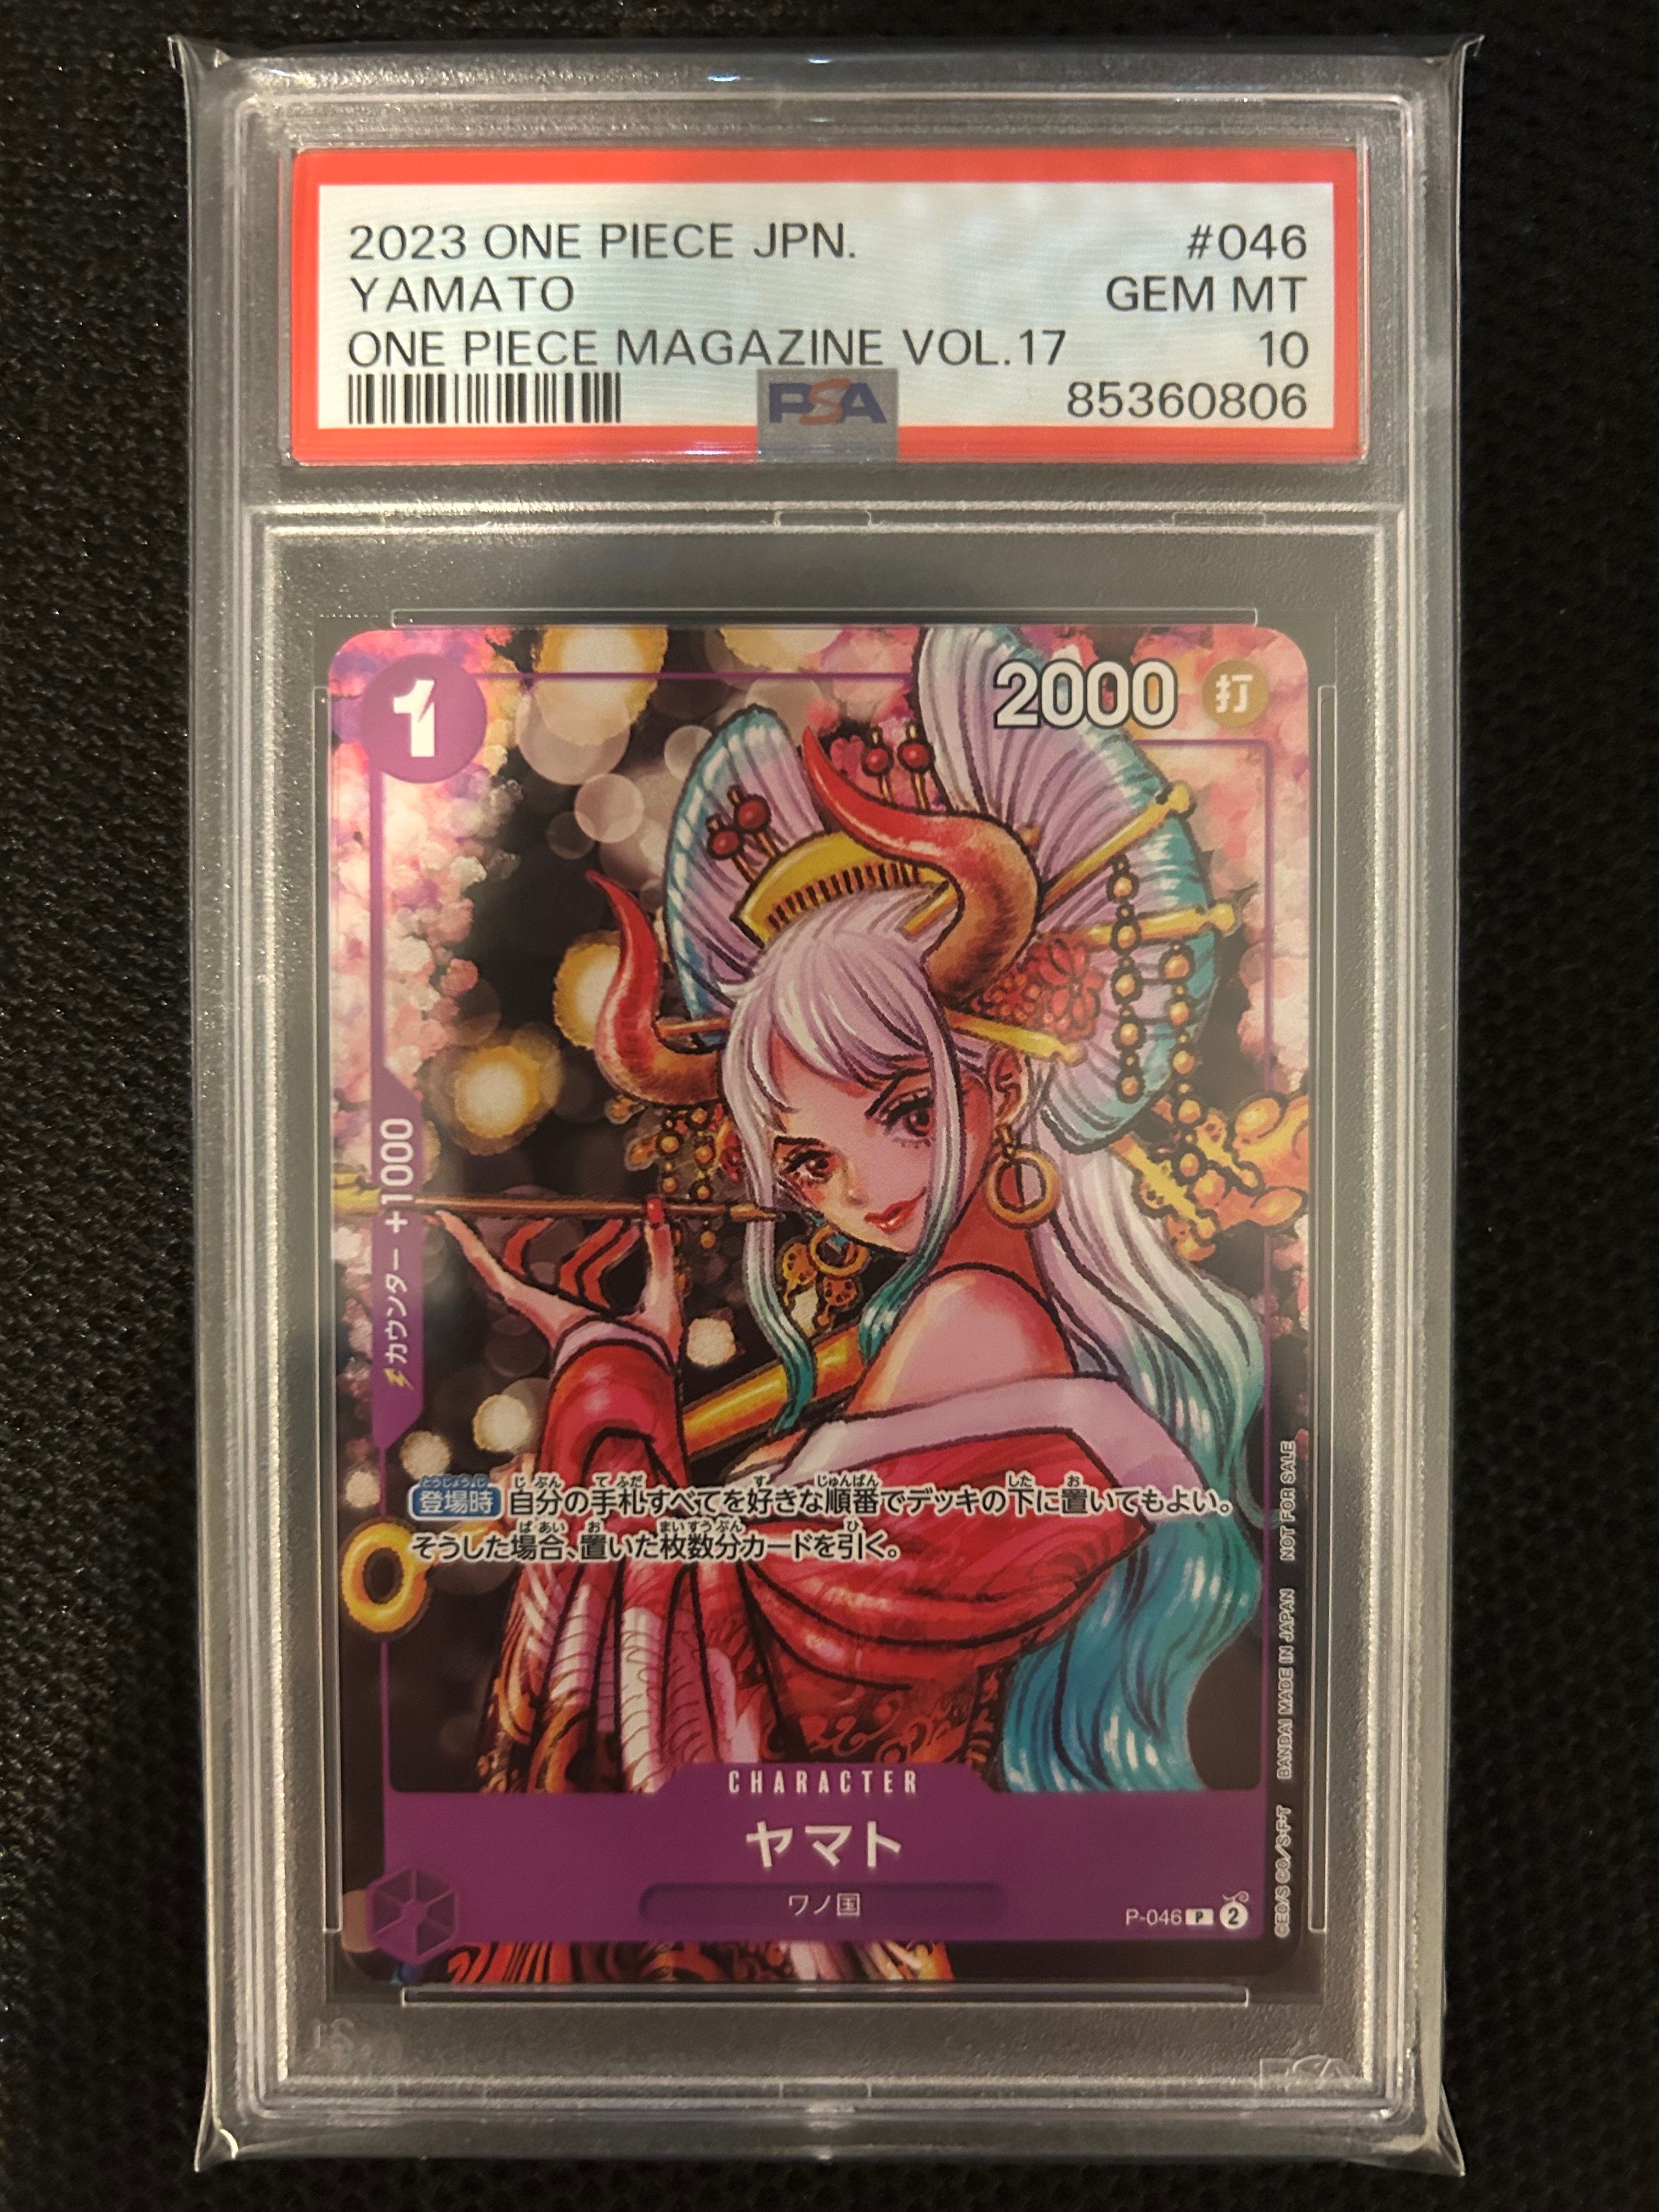 2023 ONE PIECE JPN. #046
YAMATO GEM MT
ONE PIECE MAGAZINE VOL.17 10
PSA 85360806
1
2000 打
カウンター +1000
登場時 自分の手札すべてを好きな順番でデッキの下に置いてもよい。
そうした場合、置いた枚数分カードを引く。
CHARACTER
ヤマト
ワノ国
P-046 P 2
©EO/S CO/S·F·T BANDAI MADE IN JAPAN NOT FOR SALE
PSA